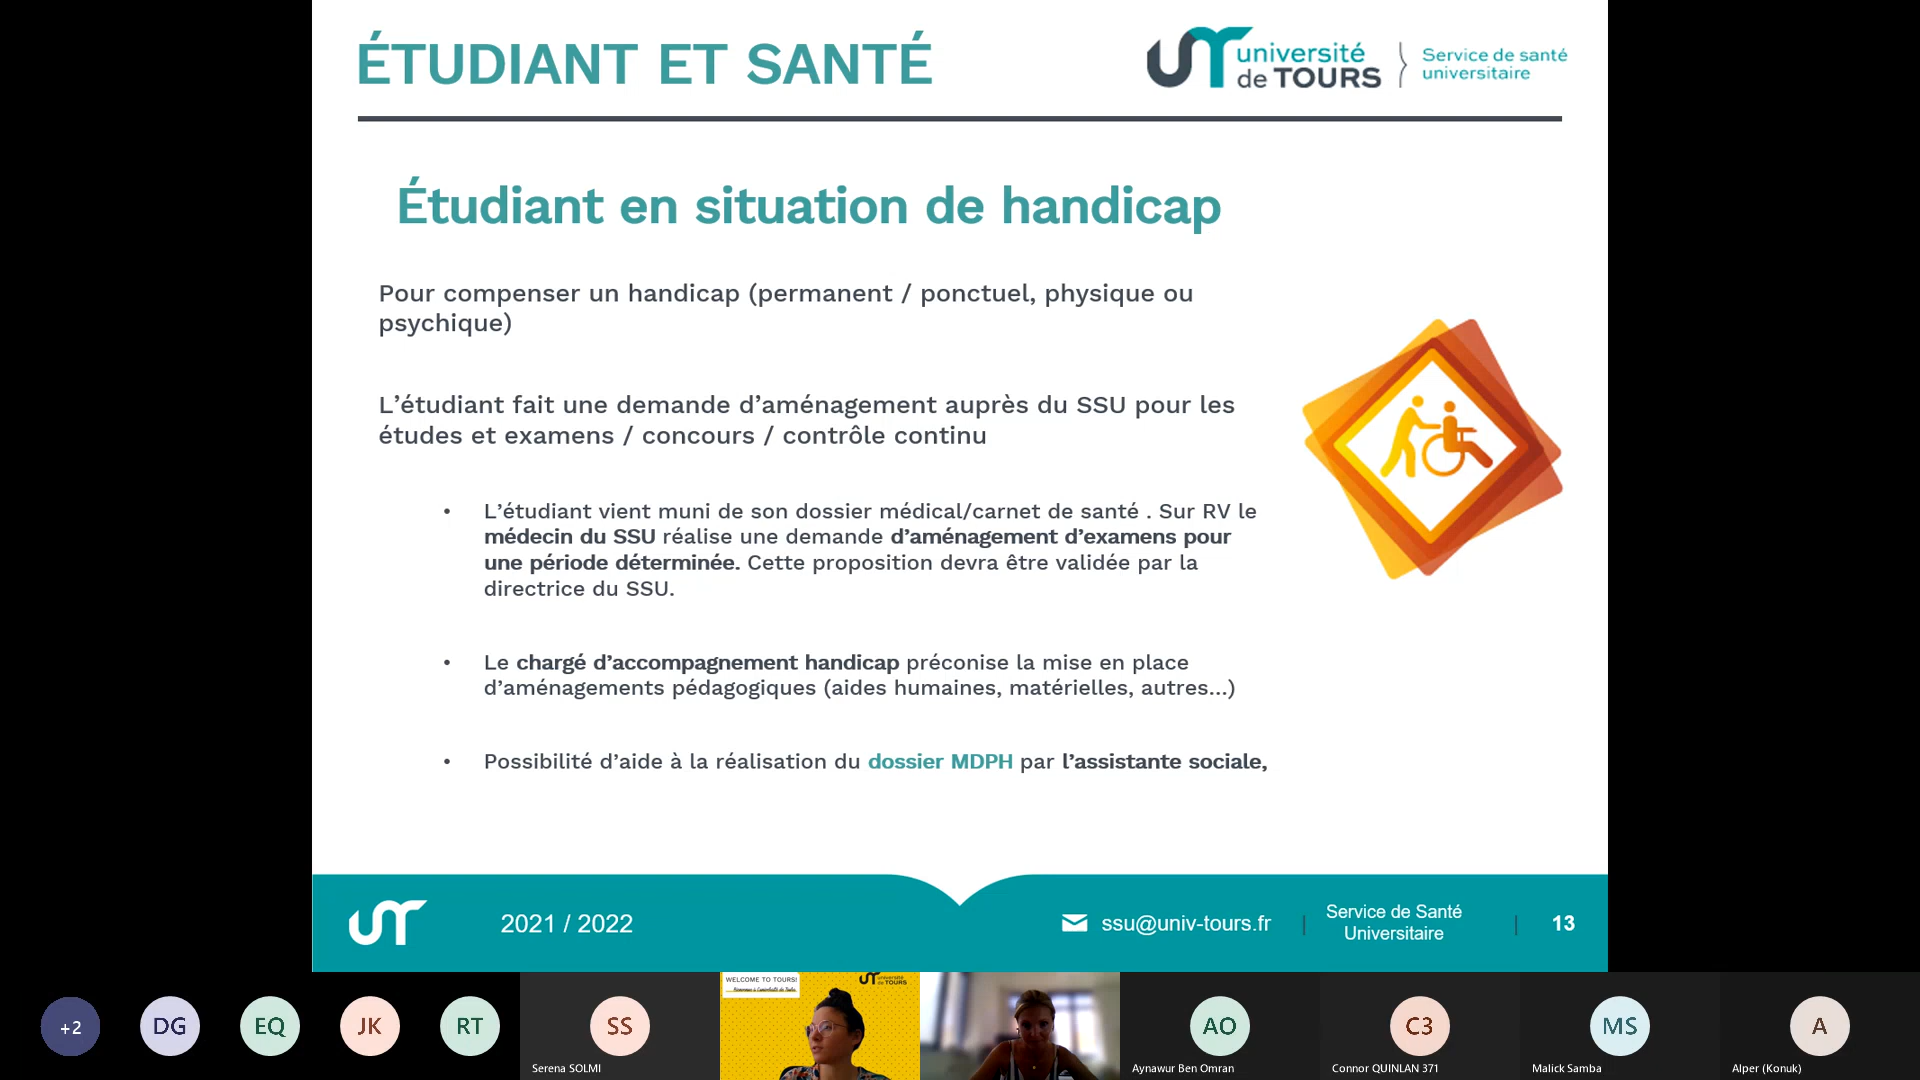 ÉTUDIANT ET SANTÉ
université
de TOURS
Service de santé
universitaire
Étudiant en situation de handicap
Pour compenser un handicap (permanent / ponctuel, physique ou
psychique)
L’étudiant fait une demande d’aménagement auprès du SSU pour les
études et examens / concours / contrôle continu
• L’étudiant vient muni de son dossier médical/carnet de santé . Sur RV le
médecin du SSU réalise une demande d’aménagement d’examens pour
une période déterminée. Cette proposition devra être validée par la
directrice du SSU.
• Le chargé d’accompagnement handicap préconise la mise en place
d’aménagements pédagogiques (aides humaines, matérielles, autres...)
• Possibilité d’aide à la réalisation du dossier MDPH par l’assistante sociale,
2021 / 2022
ssu@univ-tours.fr
Service de Santé
Universitaire
13
+2
DG
EQ
JK
RT
SS
Serena SOLMI
WELCOME TO TOURS!
université
de TOURS
AO
Aynawur Ben Omran
C3
Connor QUINLAN 371
MS
Malick Samba
A
Alper (Konuk)